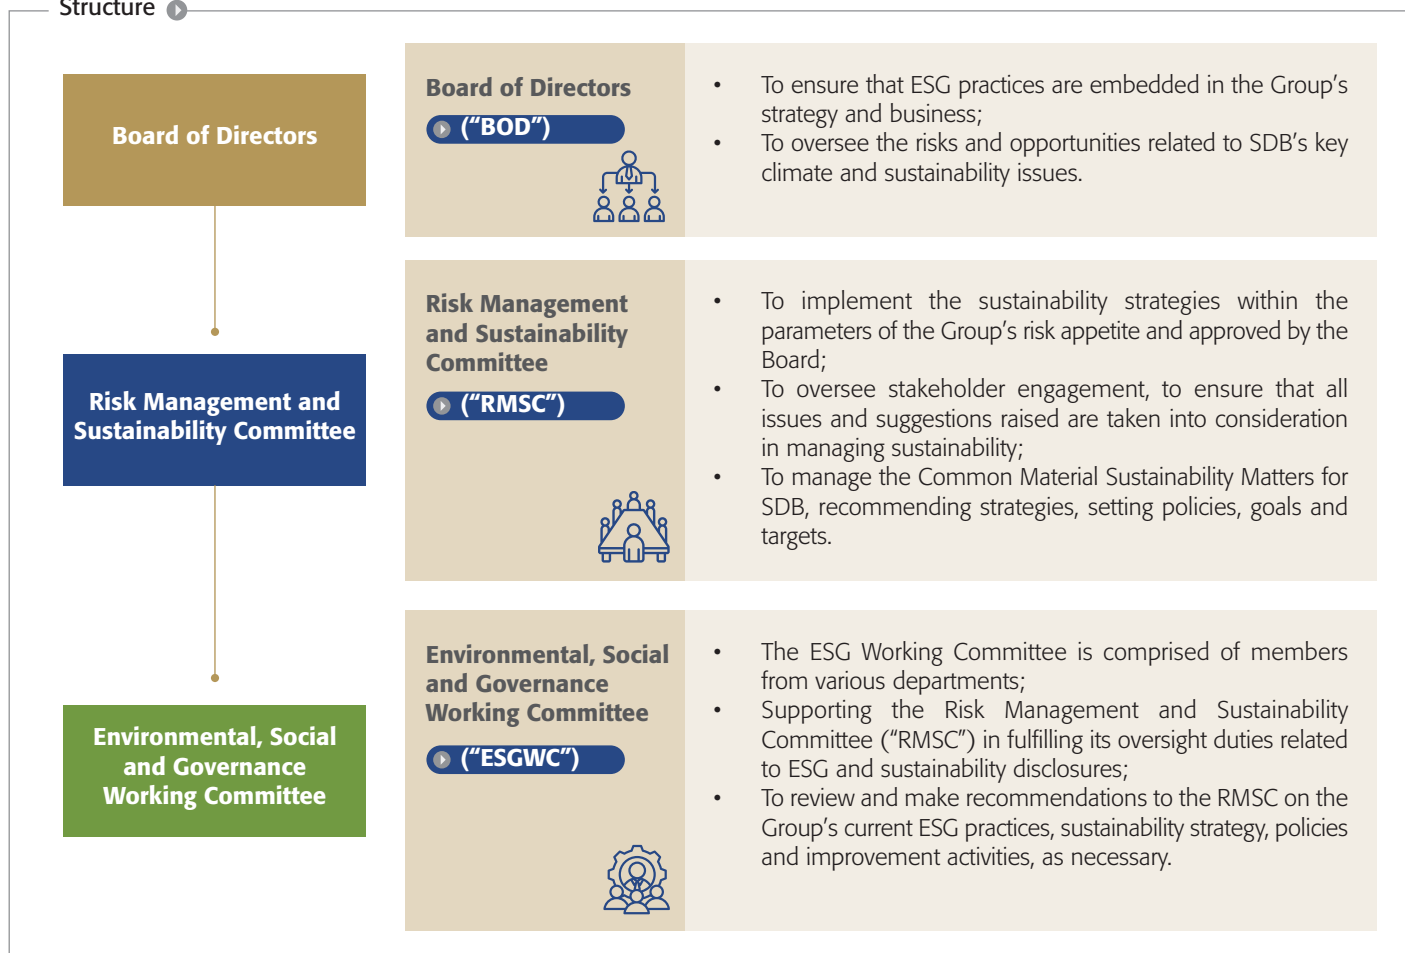 Structure
Board of Directors
Risk Management and
Sustainability Committee
Environmental, Social
and Governance
Working Committee
Board of Directors
(“BOD”)
• To ensure that ESG practices are embedded in the Group’s
strategy and business;
• To oversee the risks and opportunities related to SDB’s key
climate and sustainability issues.
Risk Management
and Sustainability
Committee
(“RMSC”)
• To implement the sustainability strategies within the
parameters of the Group’s risk appetite and approved by the
Board;
• To oversee stakeholder engagement, to ensure that all
issues and suggestions raised are taken into consideration
in managing sustainability;
• To manage the Common Material Sustainability Matters for
SDB, recommending strategies, setting policies, goals and
targets.
Environmental, Social
and Governance
Working Committee
(“ESGWC”)
• The ESG Working Committee is comprised of members
from various departments;
• Supporting the Risk Management and Sustainability
Committee (“RMSC”) in fulfilling its oversight duties related
to ESG and sustainability disclosures;
• To review and make recommendations to the RMSC on the
Group’s current ESG practices, sustainability strategy, policies
and improvement activities, as necessary.